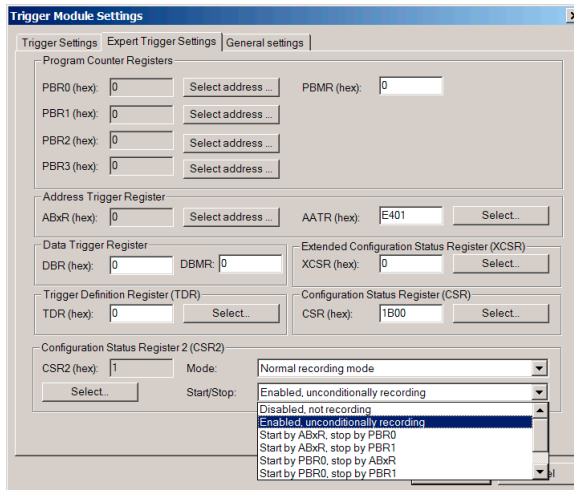 Trigger Module Settings
Trigger Settings Expert Trigger Settings General settings
Program Counter Registers
PBR0 (hex): 0 Select address ... PBMR (hex): 0
PBR1 (hex): 0 Select address ...
PBR2 (hex): 0 Select address ...
PBR3 (hex): 0 Select address ...
Address Trigger Register
ABxR (hex): 0 Select address ... AATR (hex): E401 Select...
Data Trigger Register Extended Configuration Status Register (XCSR)
DBR (hex): 0 DBMR: 0 XCSR (hex): 0 Select...
Trigger Definition Register (TDR) Configuration Status Register (CSR)
TDR (hex): 0 Select... CSR (hex): 1B00 Select...
Configuration Status Register 2 (CSR2)
CSR2 (hex): 1 Mode: Normal recording mode
Select... Start/Stop: Enabled, unconditionally recording
Disabled, not recording
Enabled, unconditionally recording
Start by ABxR, stop by PBR0
Start by ABxR, stop by PBR1
Start by PBR0, stop by ABxR
Start by PBR0, stop by PBR1